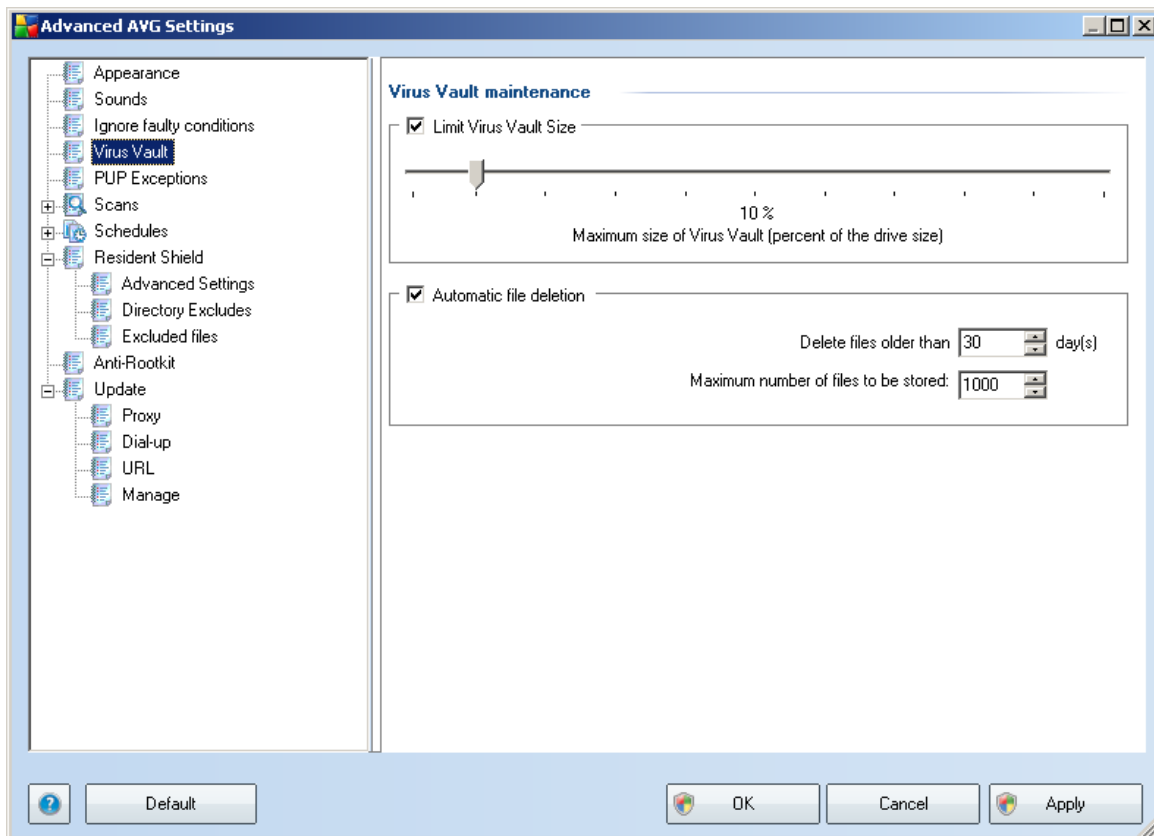 Advanced AVG Settings
Appearance
Sounds
Ignore faulty conditions
Virus Vault
PUP Exceptions
Scans
Schedules
Resident Shield
Advanced Settings
Directory Excludes
Excluded files
Anti-Rootkit
Update
Proxy
Dial-up
URL
Manage
Virus Vault maintenance
Limit Virus Vault Size
10 %
Maximum size of Virus Vault (percent of the drive size)
Automatic file deletion
Delete files older than 30 day(s)
Maximum number of files to be stored: 1000
? Default OK Cancel Apply